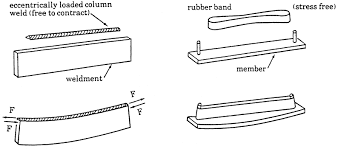 eccentrically loaded column
weld (free to contract)
weldment
F
F
F
F
rubber band
(stress free)
member